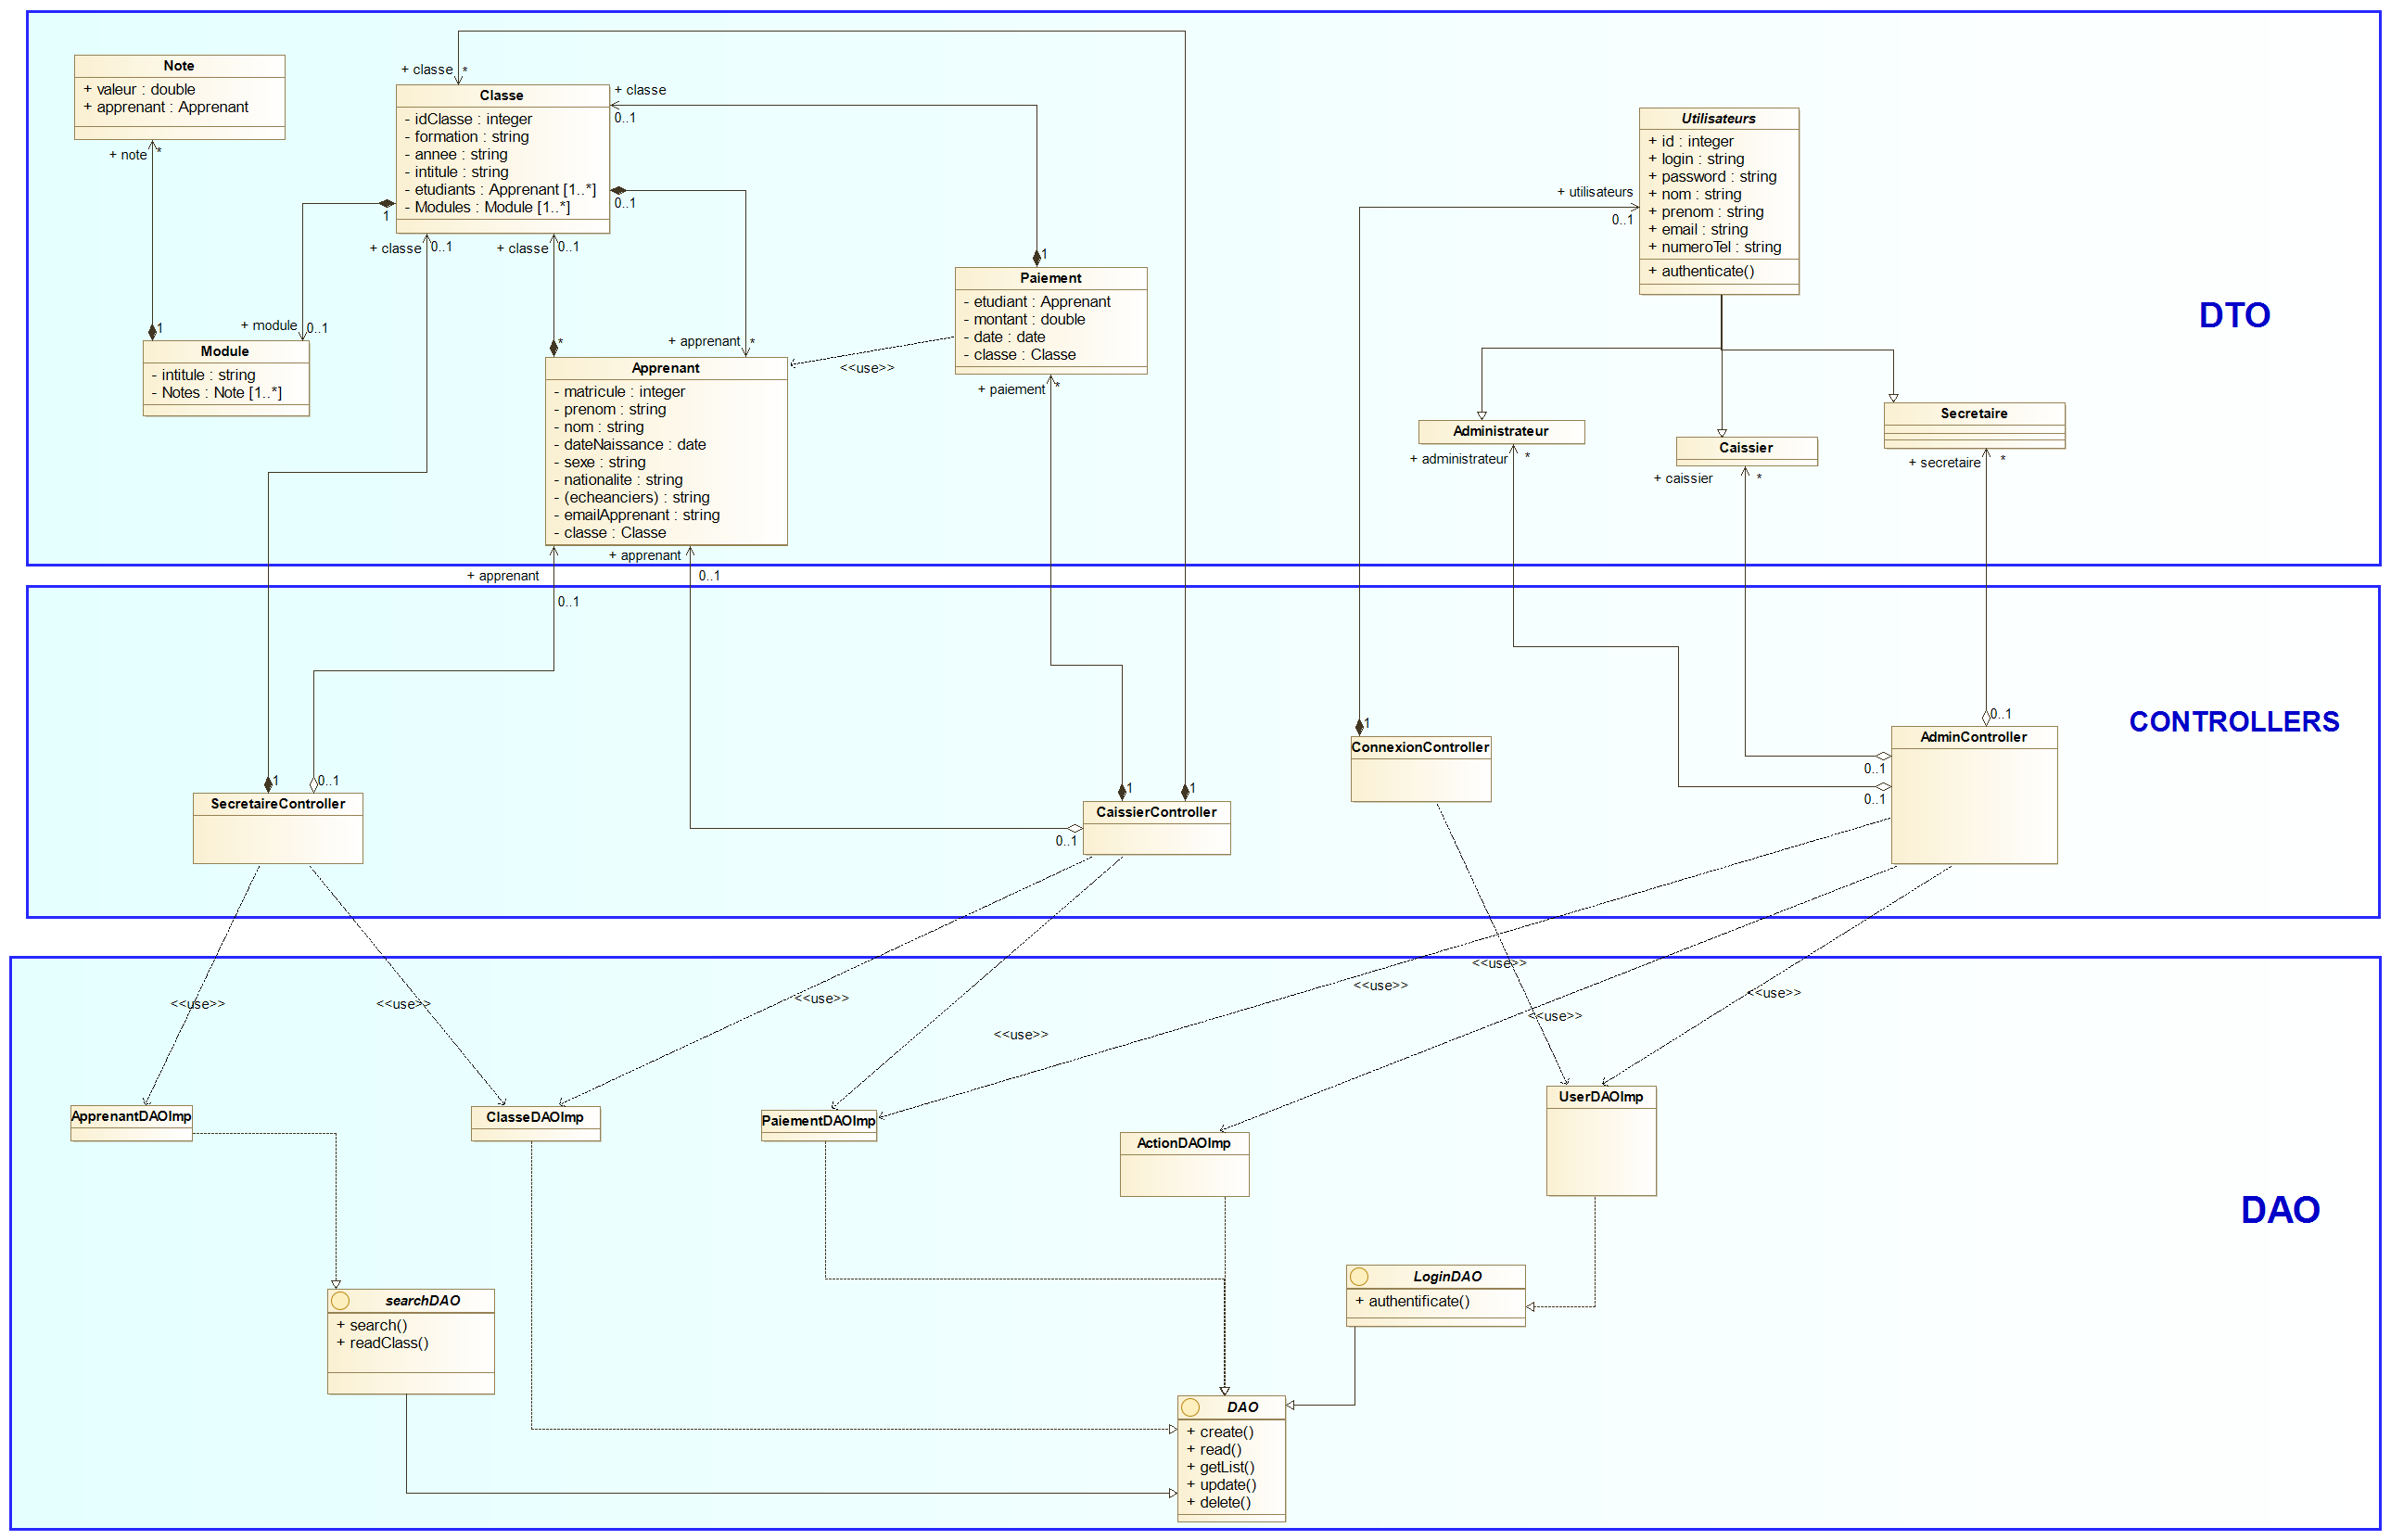 Note
+ valeur : double
+ apprenant : Apprenant
+ note
*
+ classe
*
Classe
- idClasse : integer
- formation : string
- annee : string
- intitule : string
- etudiants : Apprenant [1..*]
- Modules : Module [1..*]
+ classe
0..1
0..1
1
+ classe
0..1
+ classe
0..1
1
+ module
0..1
Module
- intitule : string
- Notes : Note [1..*]
*
+ apprenant
*
Apprenant
- matricule : integer
- prenom : string
- nom : string
- dateNaissance : date
- sexe : string
- nationalite : string
- (echeanciers) : string
- emailApprenant : string
- classe : Classe
<<use>>
1
Paiement
- etudiant : Apprenant
- montant : double
- date : date
- classe : Classe
+ paiement
*
+ apprenant
0..1
+ apprenant
0..1
Utilisateurs
+ id : integer
+ login : string
+ password : string
+ nom : string
+ prenom : string
+ email : string
+ numeroTel : string
+ authenticate()
+ utilisateurs
0..1
DTO
Administrateur
+ administrateur
*
Caissier
+ caissier
*
Secretaire
+ secretaire
*
CONTROLLERS
1
0..1
SecretaireController
1
1
0..1
CaissierController
1
ConnexionController
0..1
0..1
0..1
AdminController
<<use>>
<<use>>
<<use>>
<<use>>
<<use>>
<<use>>
<<use>>
<<use>>
DAO
ApprenantDAOImp
ClasseDAOImp
PaiementDAOImp
ActionDAOImp
UserDAOImp
searchDAO
+ search()
+ readClass()
LoginDAO
+ authentificate()
DAO
+ create()
+ read()
+ getList()
+ update()
+ delete()